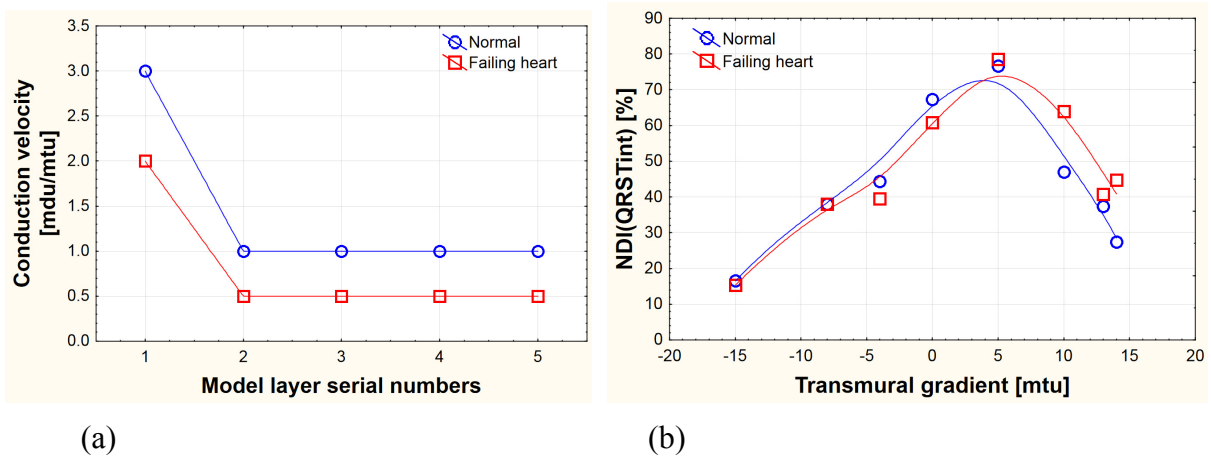 3.5
3.0
2.5
2.0
1.5
1.0
0.5
0.0
1 2 3 4 5
Conduction velocity
[mdu/mtu]
Model layer serial numbers
Normal
Failing heart
(a)
90
80
70
60
50
40
30
20
10
0
-20 -15 -10 -5 0 5 10 15 20
NDI(QRSTint) [%]
Transmural gradient [mtu]
Normal
Failing heart
(b)